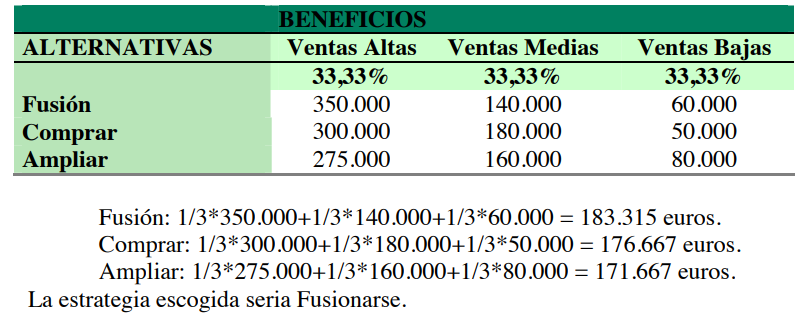 BENEFICIOS
ALTERNATIVAS Ventas Altas Ventas Medias Ventas Bajas
33,33% 33,33% 33,33%
Fusión 350.000 140.000 60.000
Comprar 300.000 180.000 50.000
Ampliar 275.000 160.000 80.000
Fusión: 1/3*350.000+1/3*140.000+1/3*60.000 = 183.315 euros.
Comprar: 1/3*300.000+1/3*180.000+1/3*50.000 = 176.667 euros.
Ampliar: 1/3*275.000+1/3*160.000+1/3*80.000 = 171.667 euros.
La estrategia escogida seria Fusionarse.